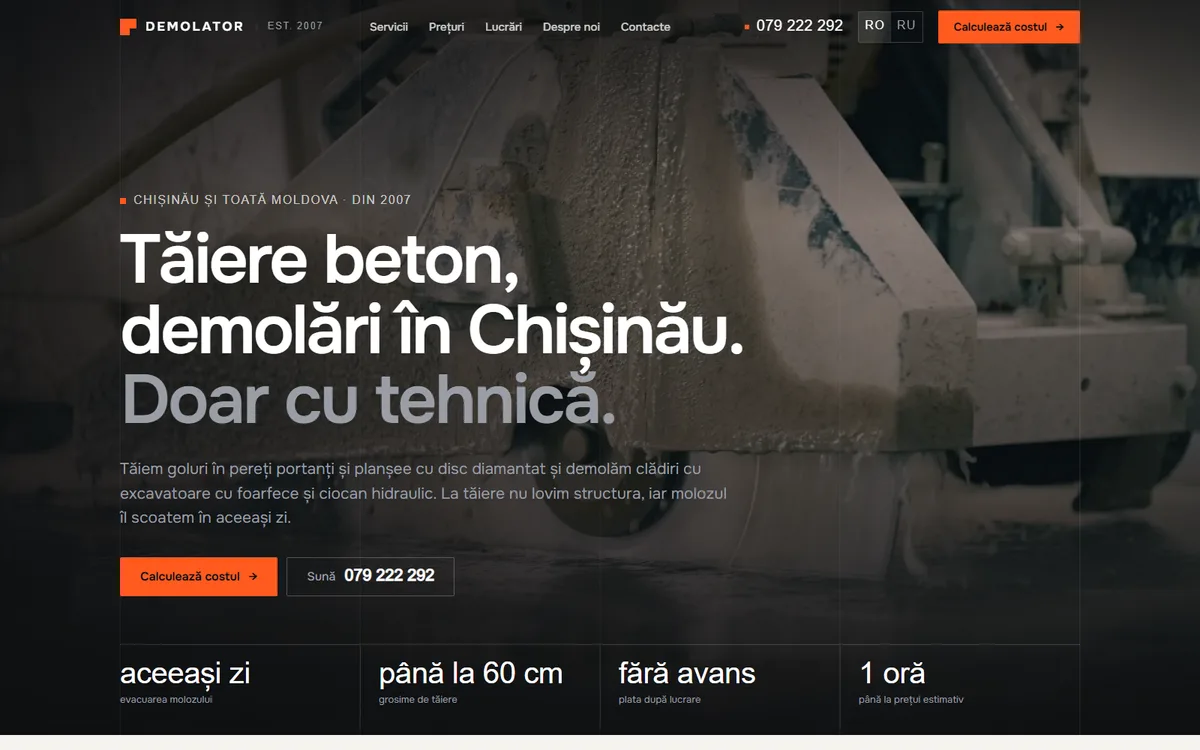 DEMOLATOR EST. 2007 Servicii Prețuri Lucrări Despre noi Contacte 079 222 292 RO RU Calculează costul →
CHIȘINĂU ȘI TOATĂ MOLDOVA · DIN 2007
Tăiere beton,
demolări în Chișinău.
Doar cu tehnică.
Tăiem goluri în pereți portanți și planșee cu disc diamantat și demolăm clădiri cu
excavatoare cu foarfece și ciocan hidraulic. La tăiere nu lovim structura, iar molozul
îl scoatem în aceeași zi.
Calculează costul → Sună 079 222 292
aceeași zi până la 60 cm fără avans 1 oră
evacuarea molozului grosime de tăiere plata după lucrare până la prețul estimativ